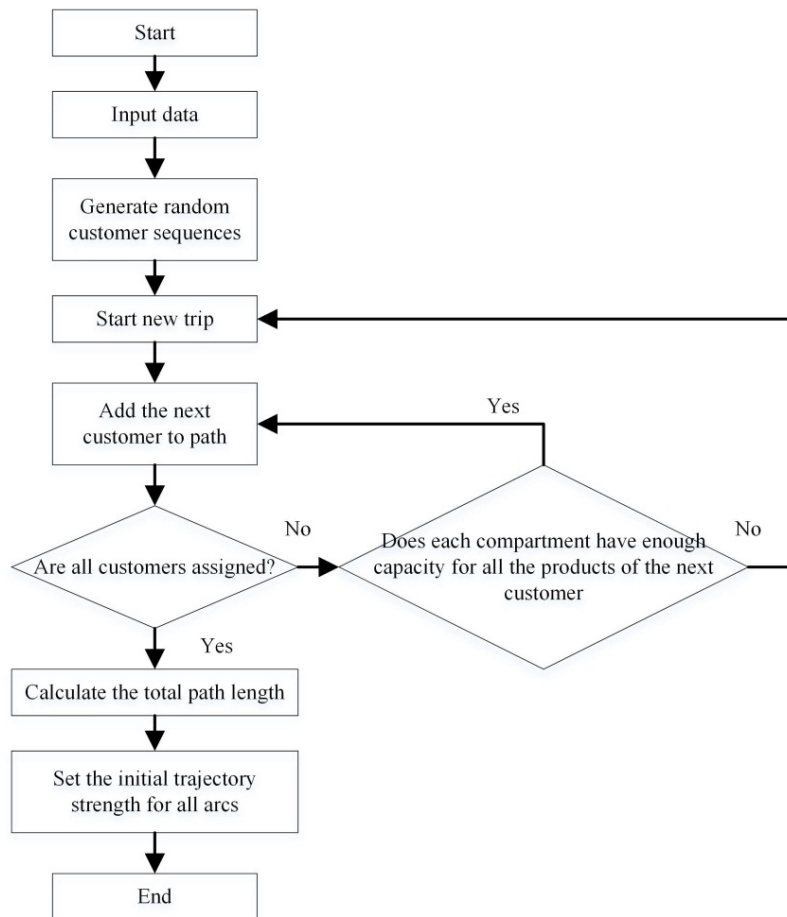 Start
Input data
Generate random
customer sequences
Start new trip
Add the next
customer to path
Yes
Are all customers assigned?
No
Does each compartment have enough
capacity for all the products of the next
customer
No
Yes
Calculate the total path length
Set the initial trajectory
strength for all arcs
End